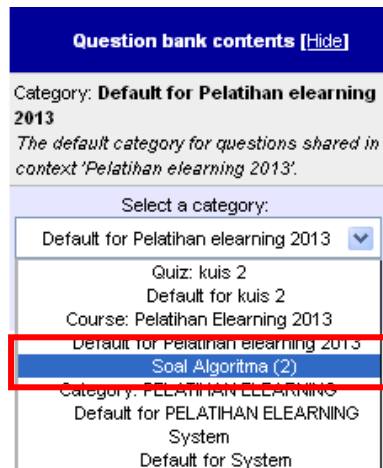 Question bank contents [Hide]
Category: Default for Pelatihan elearning
2013
The default category for questions shared in
context 'Pelatihan elearning 2013'.
Select a category:
Default for Pelatihan elearning 2013
Quiz: kuis 2
Default for kuis 2
Course: Pelatihan Elearning 2013
Default for Pelatihan elearning 2013
Soal Algoritma (2)
Category: PELATIHAN ELEARNING
Default for PELATIHAN ELEARNING
System
Default for System